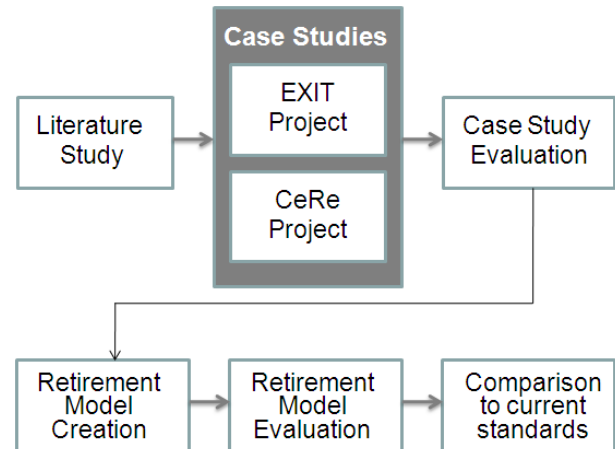 Case Studies
Literature
Study
EXIT
Project
CeRe
Project
Case Study
Evaluation
Retirement
Model
Creation
Retirement
Model
Evaluation
Comparison
to current
standards